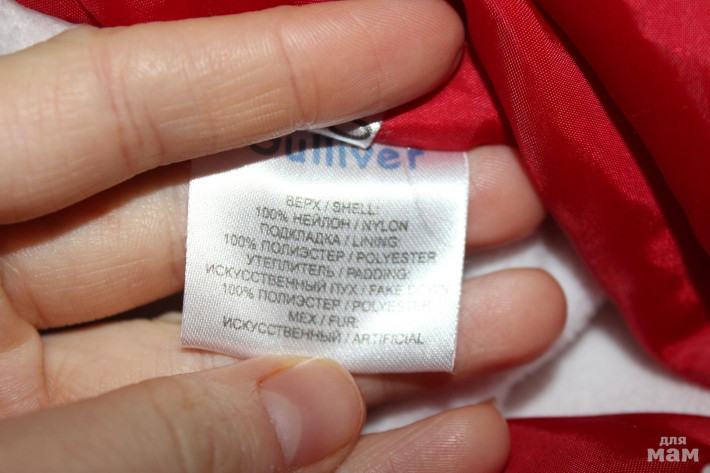 Gulliver
ВЕРХ / SHELL:
100% НЕЙЛОН / NYLON
ПОДКЛАДКА / LINING:
100% ПОЛИЭСТЕР / POLYESTER
УТЕПЛИТЕЛЬ / PADDING:
ИСКУССТВЕННЫЙ ПУХ / FAKE DOWN
100% ПОЛИЭСТЕР / POLYESTER
МЕХ / FUR:
ИСКУССТВЕННЫЙ / ARTIFICIAL
для
мам